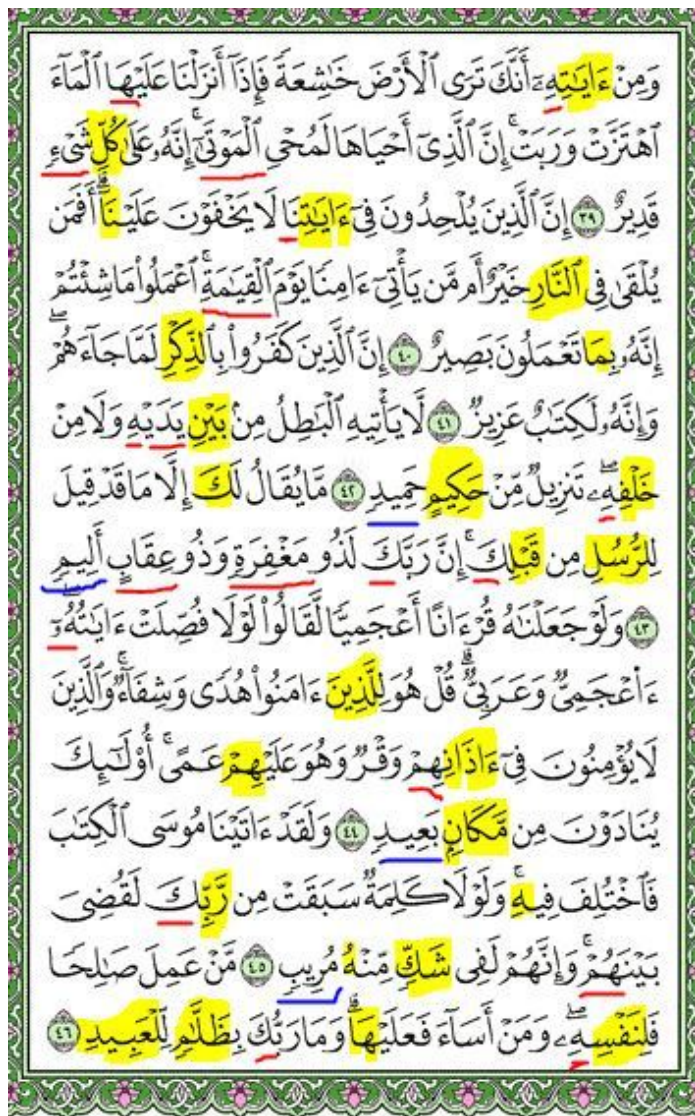 وَمِنْ ءَايَٰتِهِۦٓ أَنَّكَ تَرَى ٱلْأَرْضَ خَٰشِعَةً فَإِذَآ أَنزَلْنَا عَلَيْهَا ٱلْمَآءَ
ٱهْتَزَّتْ وَرَبَتْ ۚ إِنَّ ٱلَّذِىٓ أَحْيَاهَا لَمُحْىِ ٱلْمَوْتَىٰٓ ۚ إِنَّهُۥ عَلَىٰ كُلِّ شَىْءٍ
قَدِيرٌ ٣٩ إِنَّ ٱلَّذِينَ يُلْحِدُونَ فِىٓ ءَايَٰتِنَا لَا يَخْفَوْنَ عَلَيْنَآ ۗ أَفَمَن
يُلْقَىٰ فِى ٱلنَّارِ خَيْرٌ أَم مَّن يَأْتِىٓ ءَامِنًا يَوْمَ ٱلْقِيَٰمَةِ ۚ ٱعْمَلُوا۟ مَا شِئْتُمْ ۖ
إِنَّهُۥ بِمَا تَعْمَلُونَ بَصِيرٌ ٤٠ إِنَّ ٱلَّذِينَ كَفَرُوا۟ بِٱلذِّكْرِ لَمَّا جَآءَهُمْ ۖ
وَإِنَّهُۥ لَكِتَٰبٌ عَزِيزٌ ٤١ لَّا يَأْتِيهِ ٱلْبَٰطِلُ مِنۢ بَيْنِ يَدَيْهِ وَلَا مِنْ
خَلْفِهِۦ ۖ تَنزِيلٌ مِّنْ حَكِيمٍ حَمِيدٍ ٤٢ مَّا يُقَالُ لَكَ إِلَّا مَا قَدْ قِيلَ
لِلرُّسُلِ مِن قَبْلِكَ ۚ إِنَّ رَبَّكَ لَذُو مَغْفِرَةٍ وَذُو عِقَابٍ أَلِيمٍ
٤٣ وَلَوْ جَعَلْنَٰهُ قُرْءَانًا أَعْجَمِيًّا لَّقَالُوا۟ لَوْلَا فُصِّلَتْ ءَايَٰتُهُۥٓ ۖ
ءَا۬عْجَمِىٌّ وَعَرَبِىٌّ ۗ قُلْ هُوَ لِلَّذِينَ ءَامَنُوا۟ هُدًى وَشِفَآءٌ ۖ وَٱلَّذِينَ
لَا يُؤْمِنُونَ فِىٓ ءَاذَانِهِمْ وَقْرٌ وَهُوَ عَلَيْهِمْ عَمًى ۚ أُو۟لَٰٓئِكَ
يُنَادَوْنَ مِن مَّكَانٍۭ بَعِيدٍ ٤٤ وَلَقَدْ ءَاتَيْنَا مُوسَى ٱلْكِتَٰبَ
فَٱخْتُلِفَ فِيهِ ۗ وَلَوْلَا كَلِمَةٌ سَبَقَتْ مِن رَّبِّكَ لَقُضِىَ
بَيْنَهُمْ ۚ وَإِنَّهُمْ لَفِى شَكٍّ مِّنْهُ مُرِيبٍ ٤٥ مَّنْ عَمِلَ صَٰلِحًا
فَلِنَفْسِهِۦ ۖ وَمَنْ أَسَآءَ فَعَلَيْهَا ۗ وَمَا رَبُّكَ بِظَلَّٰمٍ لِّلْعَبِيدِ ٤٦